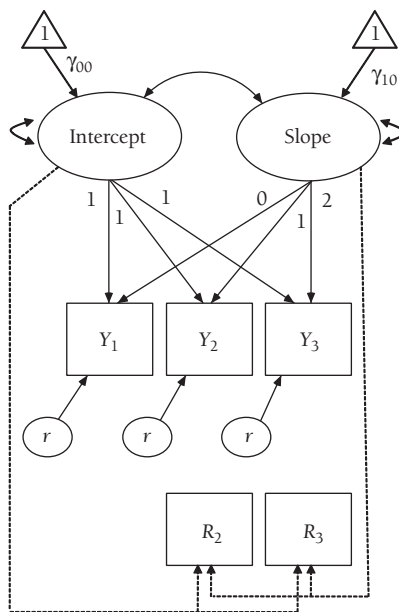 1 1
γ00 γ10
Intercept Slope
1 1 1 0 1 2
Y1 Y2 Y3
r r r
R2 R3